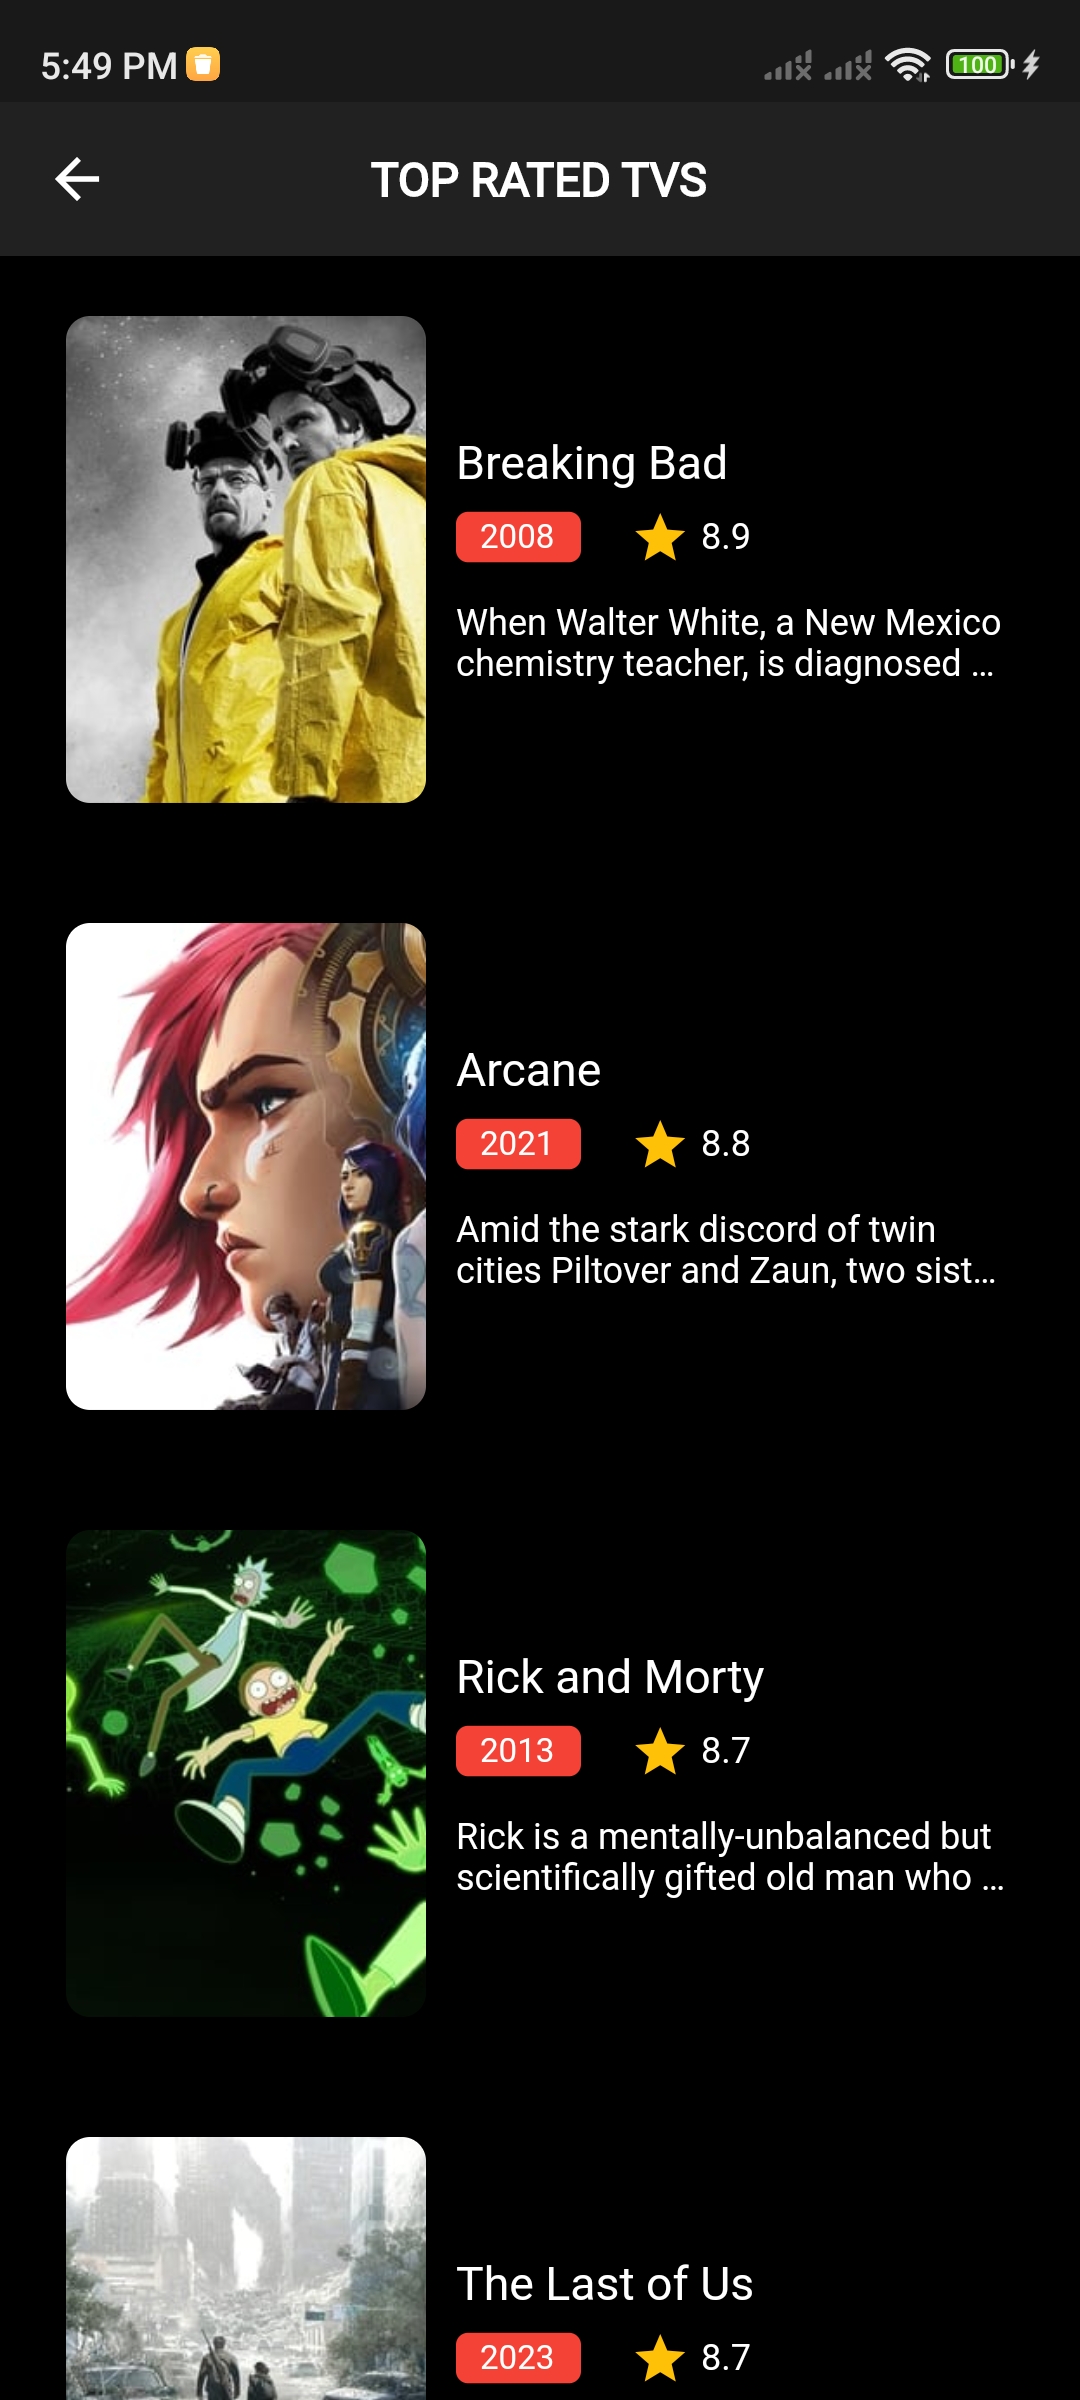 5:49 PM
100
TOP RATED TVS
Breaking Bad
2008 8.9
When Walter White, a New Mexico
chemistry teacher, is diagnosed ...
Arcane
2021 8.8
Amid the stark discord of twin
cities Piltover and Zaun, two sist...
Rick and Morty
2013 8.7
Rick is a mentally-unbalanced but
scientifically gifted old man who ...
The Last of Us
2023 8.7